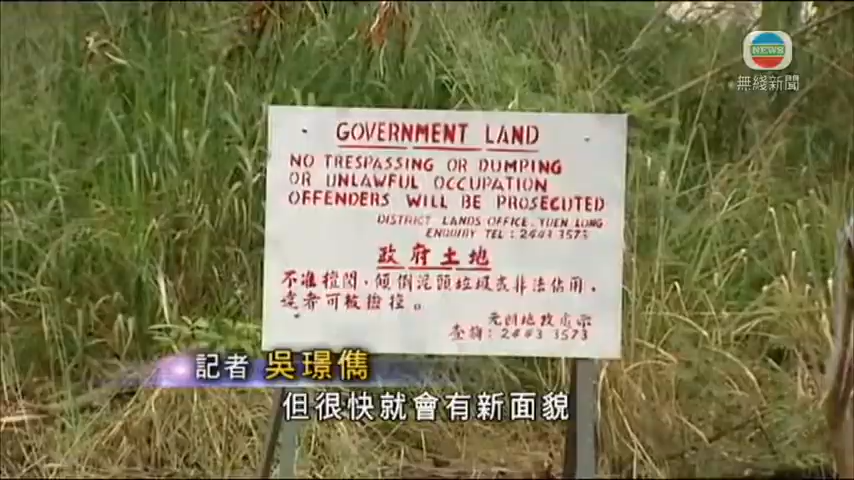 NEWS
無綫新聞
GOVERNMENT LAND
NO TRESPASSING OR DUMPING
OR UNLAWFUL OCCUPATION
OFFENDERS WILL BE PROSECUTED
DISTRICT LANDS OFFICE, YUEN LONG
ENQUIRY TEL : 2443 3573
政府土地
不准擅闖，傾倒泥頭垃圾或非法佔用，
違者可被檢控。
元朗地政處示
查詢：2443 3573
記者 吳璟雋
但很快就會有新面貌